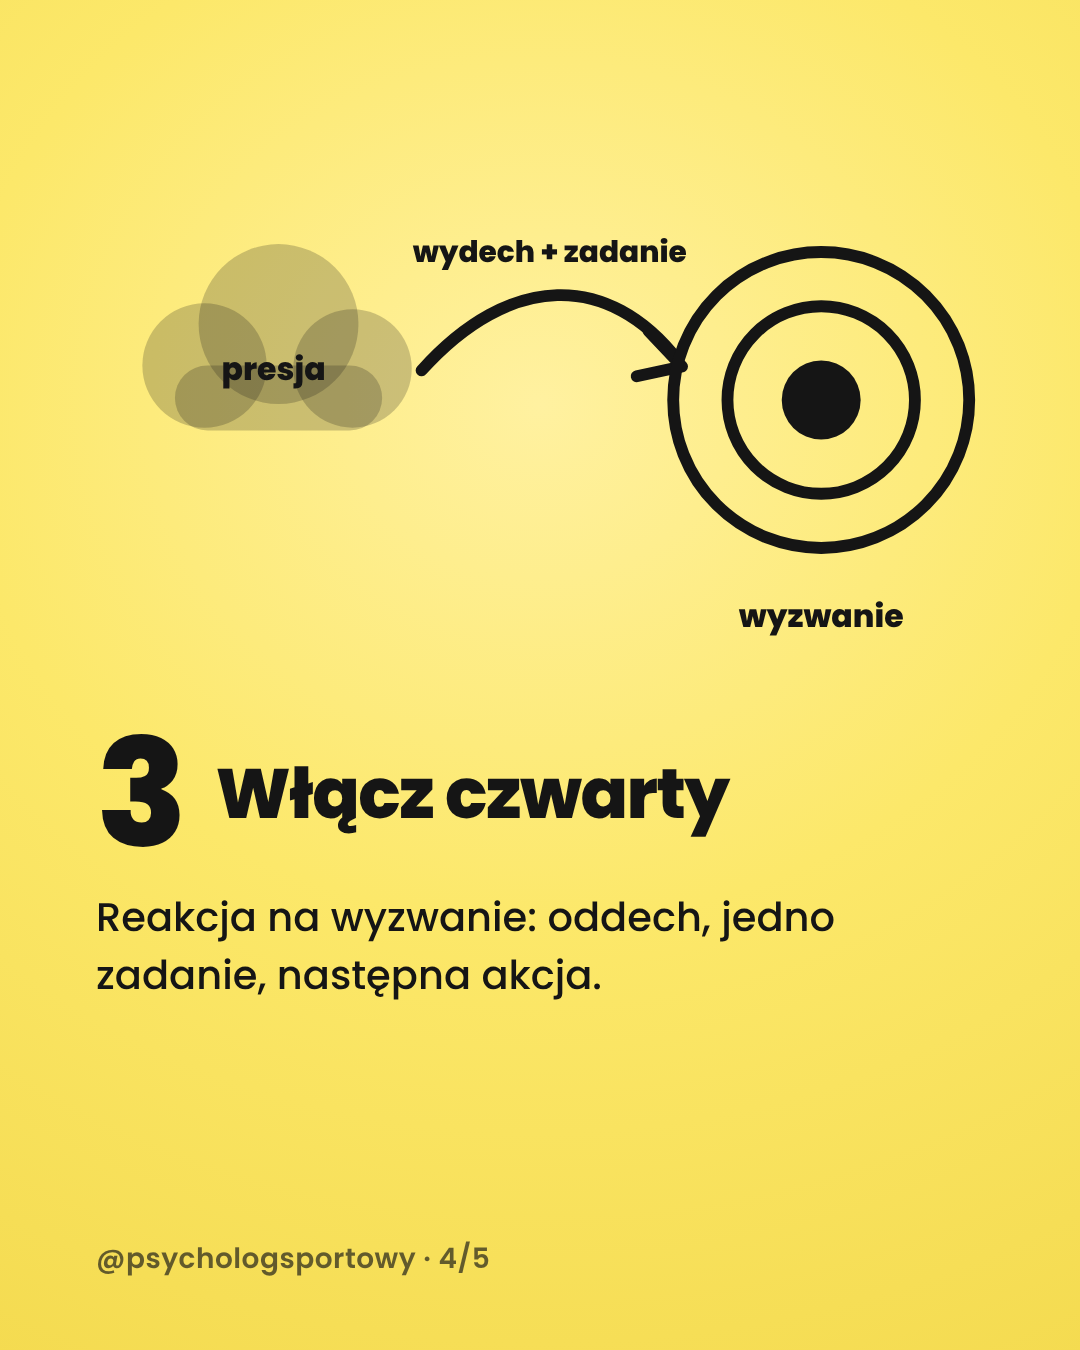 wydech + zadanie
presja
wyzwanie
3 Włącz czwarty
Reakcja na wyzwanie: oddech, jedno
zadanie, następna akcja.
@psychologsportowy · 4/5